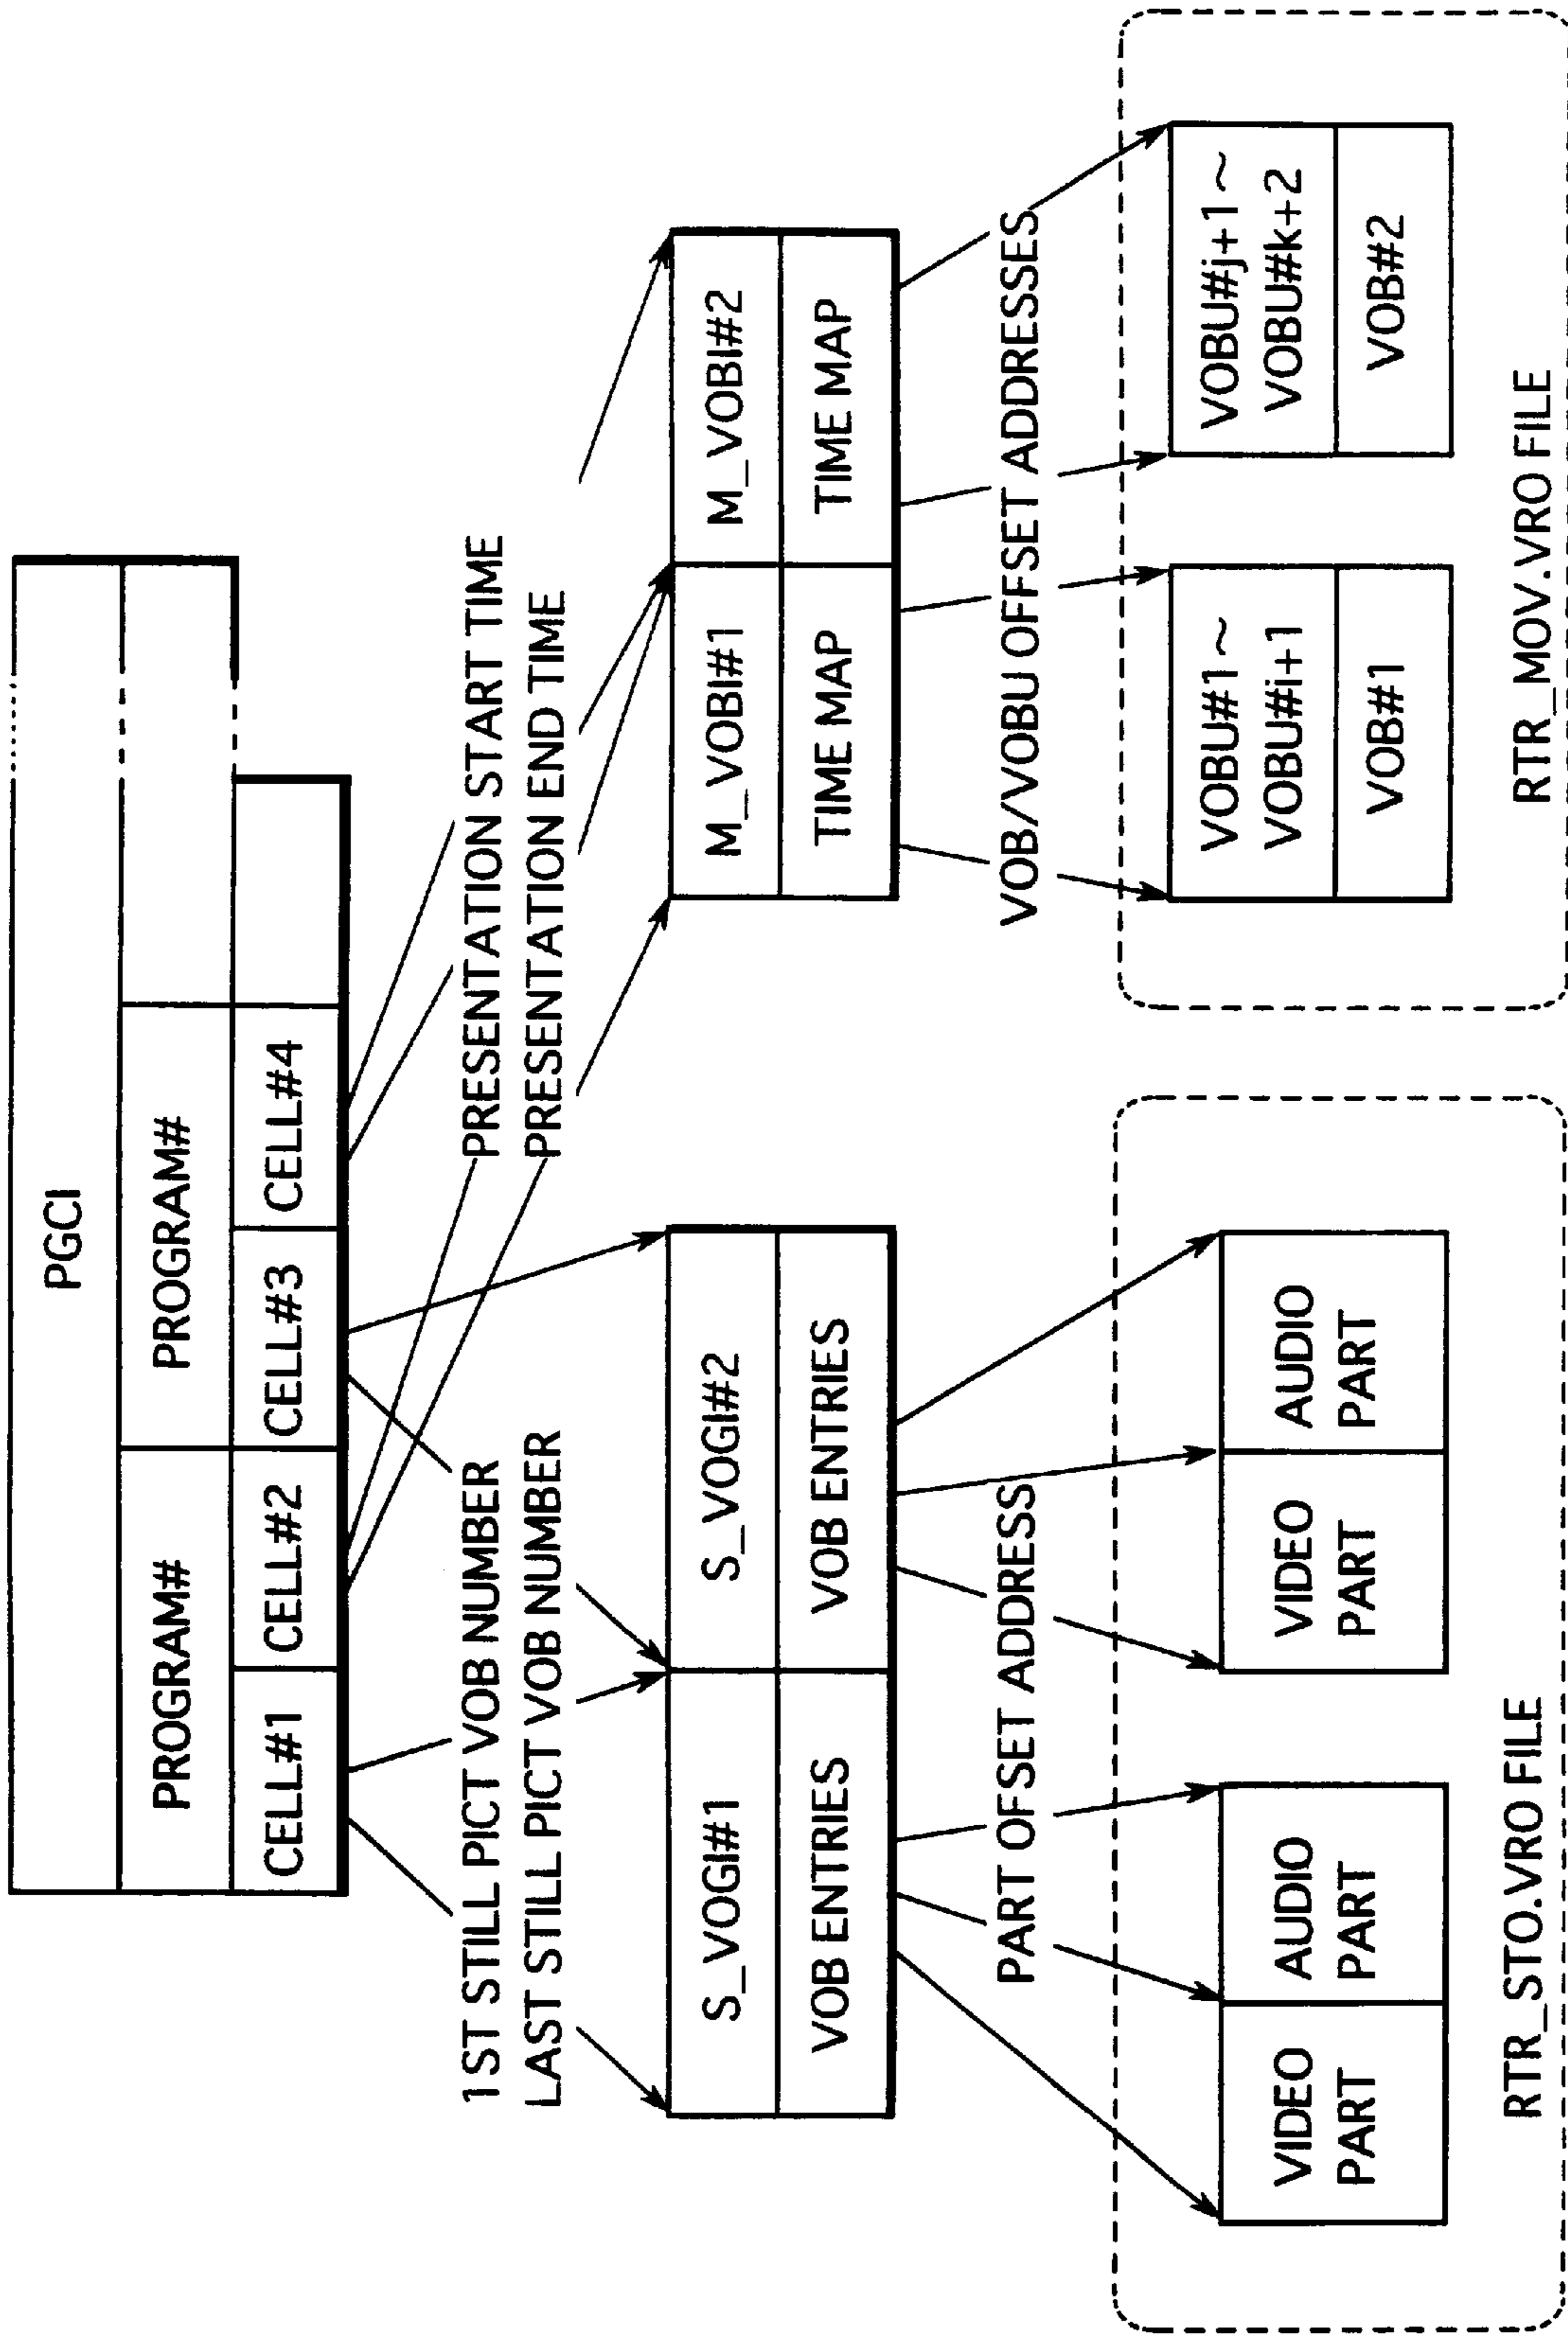 PGCI
PROGRAM#
PROGRAM#
CELL#1
CELL#2
CELL#3
CELL#4
1ST STILL PICT VOB NUMBER
LAST STILL PICT VOB NUMBER
PRESENTATION START TIME
PRESENTATION END TIME
S_VOGI#1
S_VOGI#2
VOB ENTRIES
VOB ENTRIES
M_VOBI#1
M_VOBI#2
TIME MAP
TIME MAP
PART OFFSET ADDRESS
VOB/VOBU OFFSET ADDRESSES
VIDEO
PART
AUDIO
PART
VIDEO
PART
AUDIO
PART
VOBU#1 ~
VOBU#i+1
VOB#1
VOBU#j+1 ~
VOBU#k+2
VOB#2
RTR_STO.VRO FILE
RTR_MOV.VRO FILE